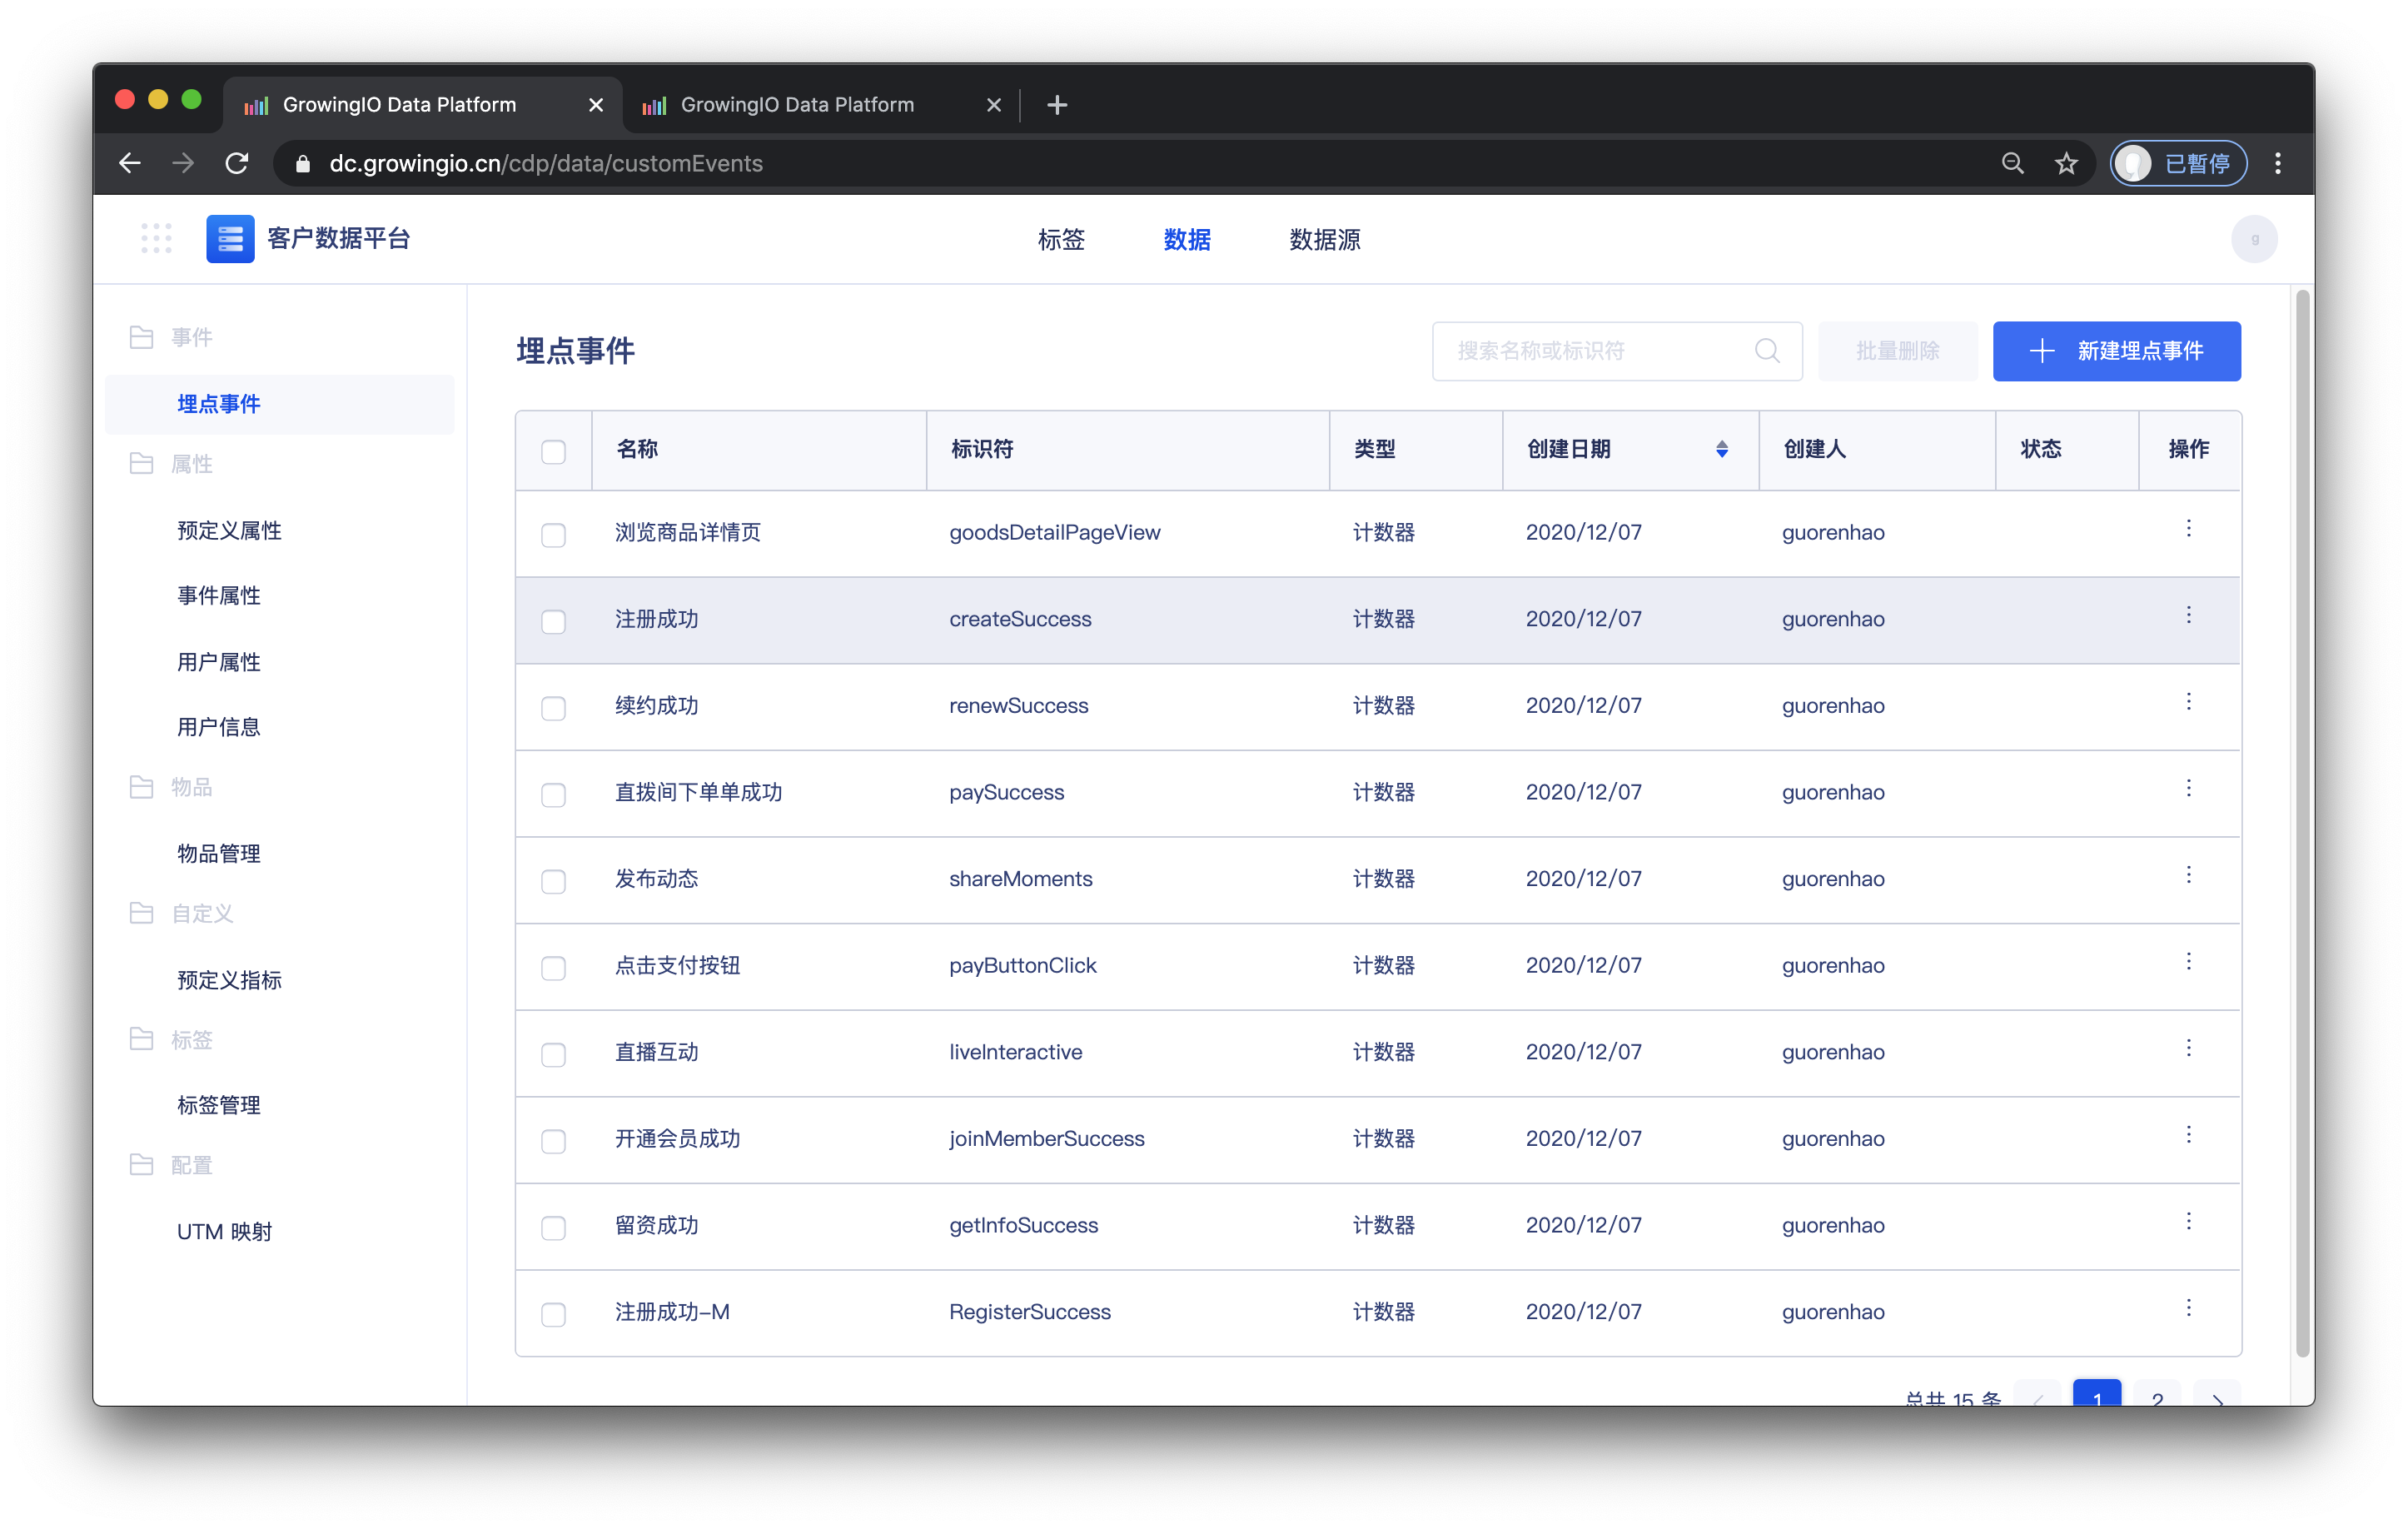 GrowingIO Data Platform
GrowingIO Data Platform
dc.growingio.cn/cdp/data/customEvents
已暂停
客户数据平台
标签
数据
数据源
g
事件
埋点事件
属性
预定义属性
事件属性
用户属性
用户信息
物品
物品管理
自定义
预定义指标
标签
标签管理
配置
UTM 映射
埋点事件
搜索名称或标识符
批量删除
新建埋点事件
名称 标识符 类型 创建日期 创建人 状态 操作
浏览商品详情页 goodsDetailPageView 计数器 2020/12/07 guorenhao
注册成功 createSuccess 计数器 2020/12/07 guorenhao
续约成功 renewSuccess 计数器 2020/12/07 guorenhao
直拨间下单单成功 paySuccess 计数器 2020/12/07 guorenhao
发布动态 shareMoments 计数器 2020/12/07 guorenhao
点击支付按钮 payButtonClick 计数器 2020/12/07 guorenhao
直播互动 liveInteractive 计数器 2020/12/07 guorenhao
开通会员成功 joinMemberSuccess 计数器 2020/12/07 guorenhao
留资成功 getInfoSuccess 计数器 2020/12/07 guorenhao
注册成功-M RegisterSuccess 计数器 2020/12/07 guorenhao
总共 15 条 1 2